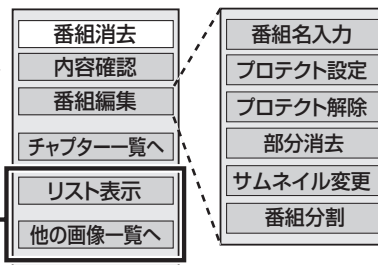 番組消去
内容確認
番組編集
チャプター一覧へ
リスト表示
他の画像一覧へ
番組名入力
プロテクト設定
プロテクト解除
部分消去
サムネイル変更
番組分割